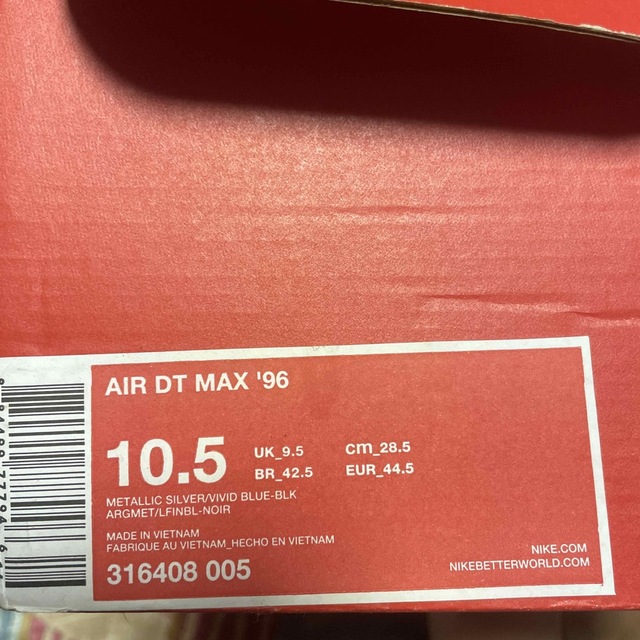 AIR DT MAX '96
10.5
UK_9.5 cm_28.5
BR_42.5 EUR_44.5
METALLIC SILVER/VIVID BLUE-BLK
ARGMET/LFINBL-NOIR
MADE IN VIETNAM
FABRIQUE AU VIETNAM_HECHO EN VIETNAM
316408 005
NIKE.COM
NIKEBETTERWORLD.COM